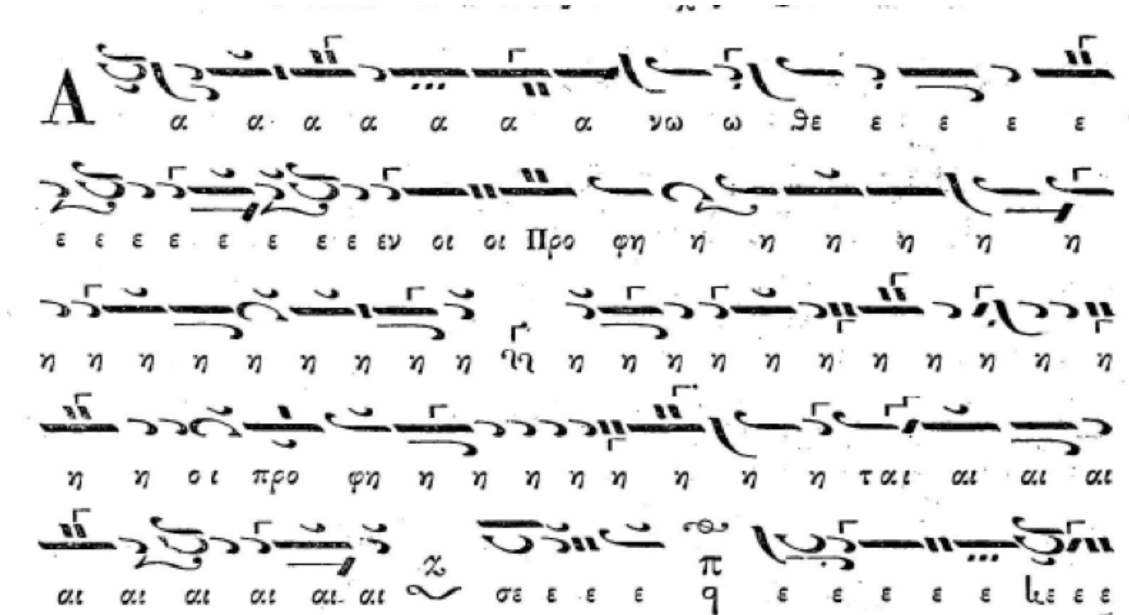 Α α α α α α α α νω ω ϑε ε ε ε ε
ε ε ε ε ε ε ε ε εν οι οι Προ φη η η η η η η
η η η η η η η η η η η η η η η η η η η
η η οι προ φη η η η η η η η τ αι αι αι αι
αι αι αι αι αι αι σε ε ε ε π q ε ε ε ε ε ε ε